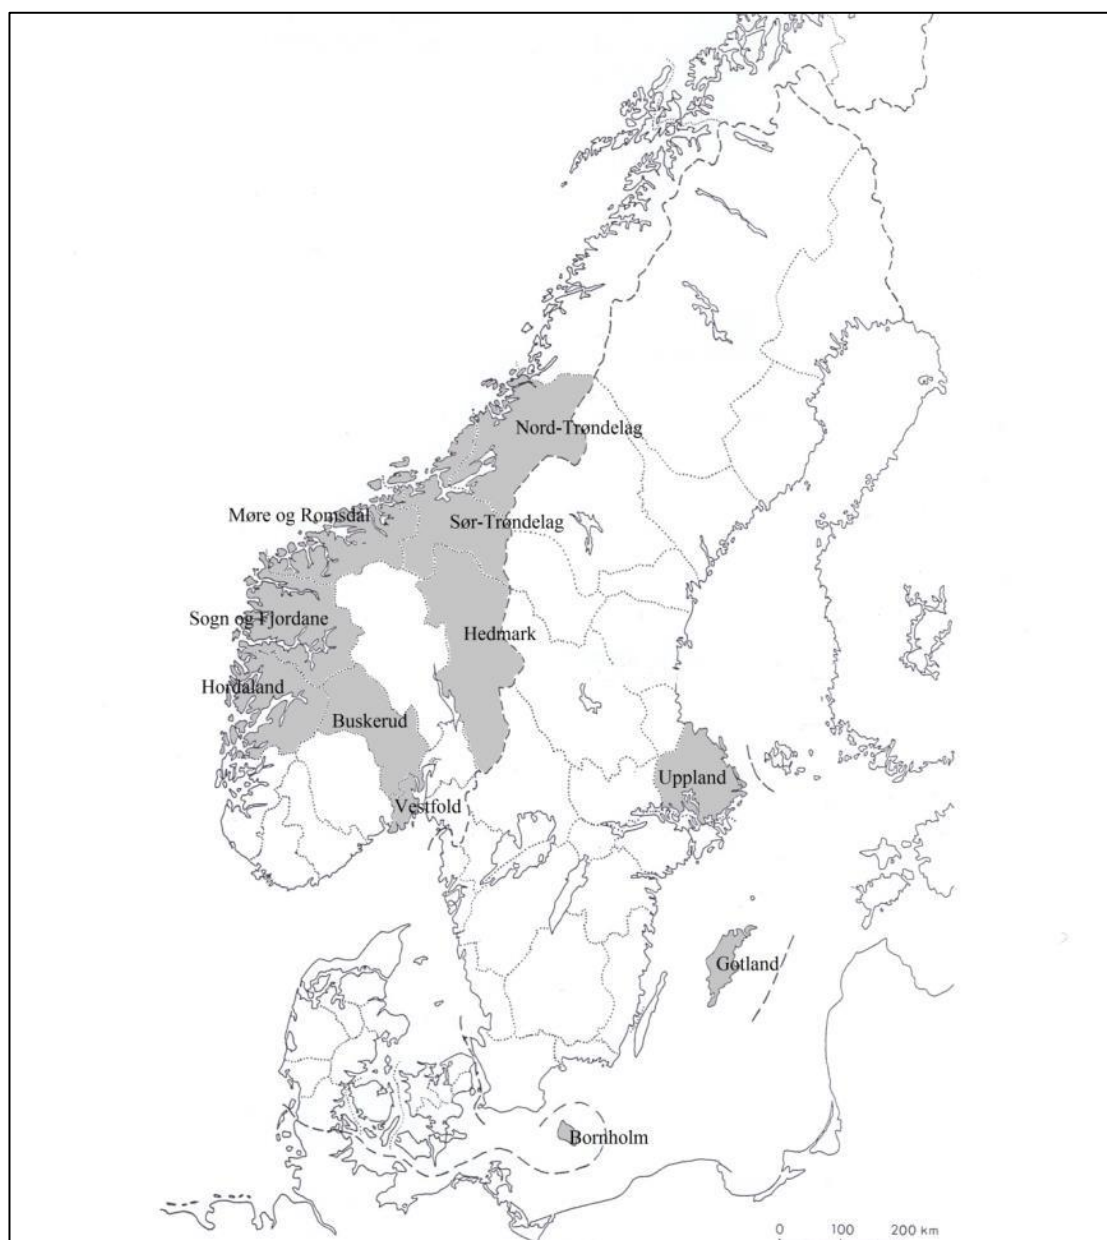 Nord-Trøndelag
Møre og Romsdal
Sør-Trøndelag
Sogn og Fjordane
Hedmark
Hordaland
Buskerud
Uppland
Vestfold
Gotland
Bornholm
0 100 200 km